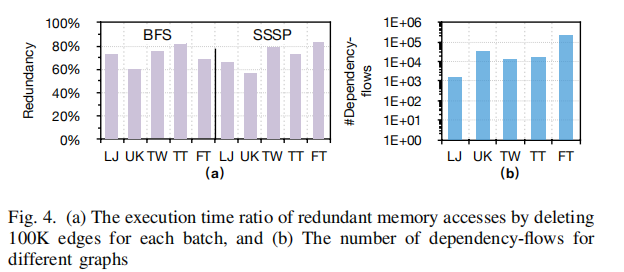 100%
80%
60%
40%
20%
0%
Redundancy
BFS SSSP
LJ UK TW TT FT LJ UK TW TT FT
(a)
1E+06
1E+05
1E+04
1E+03
1E+02
1E+01
1E+00
#Dependency-
flows
LJ UK TW TT FT
(b)
Fig. 4. (a) The execution time ratio of redundant memory accesses by deleting
100K edges for each batch, and (b) The number of dependency-flows for
different graphs